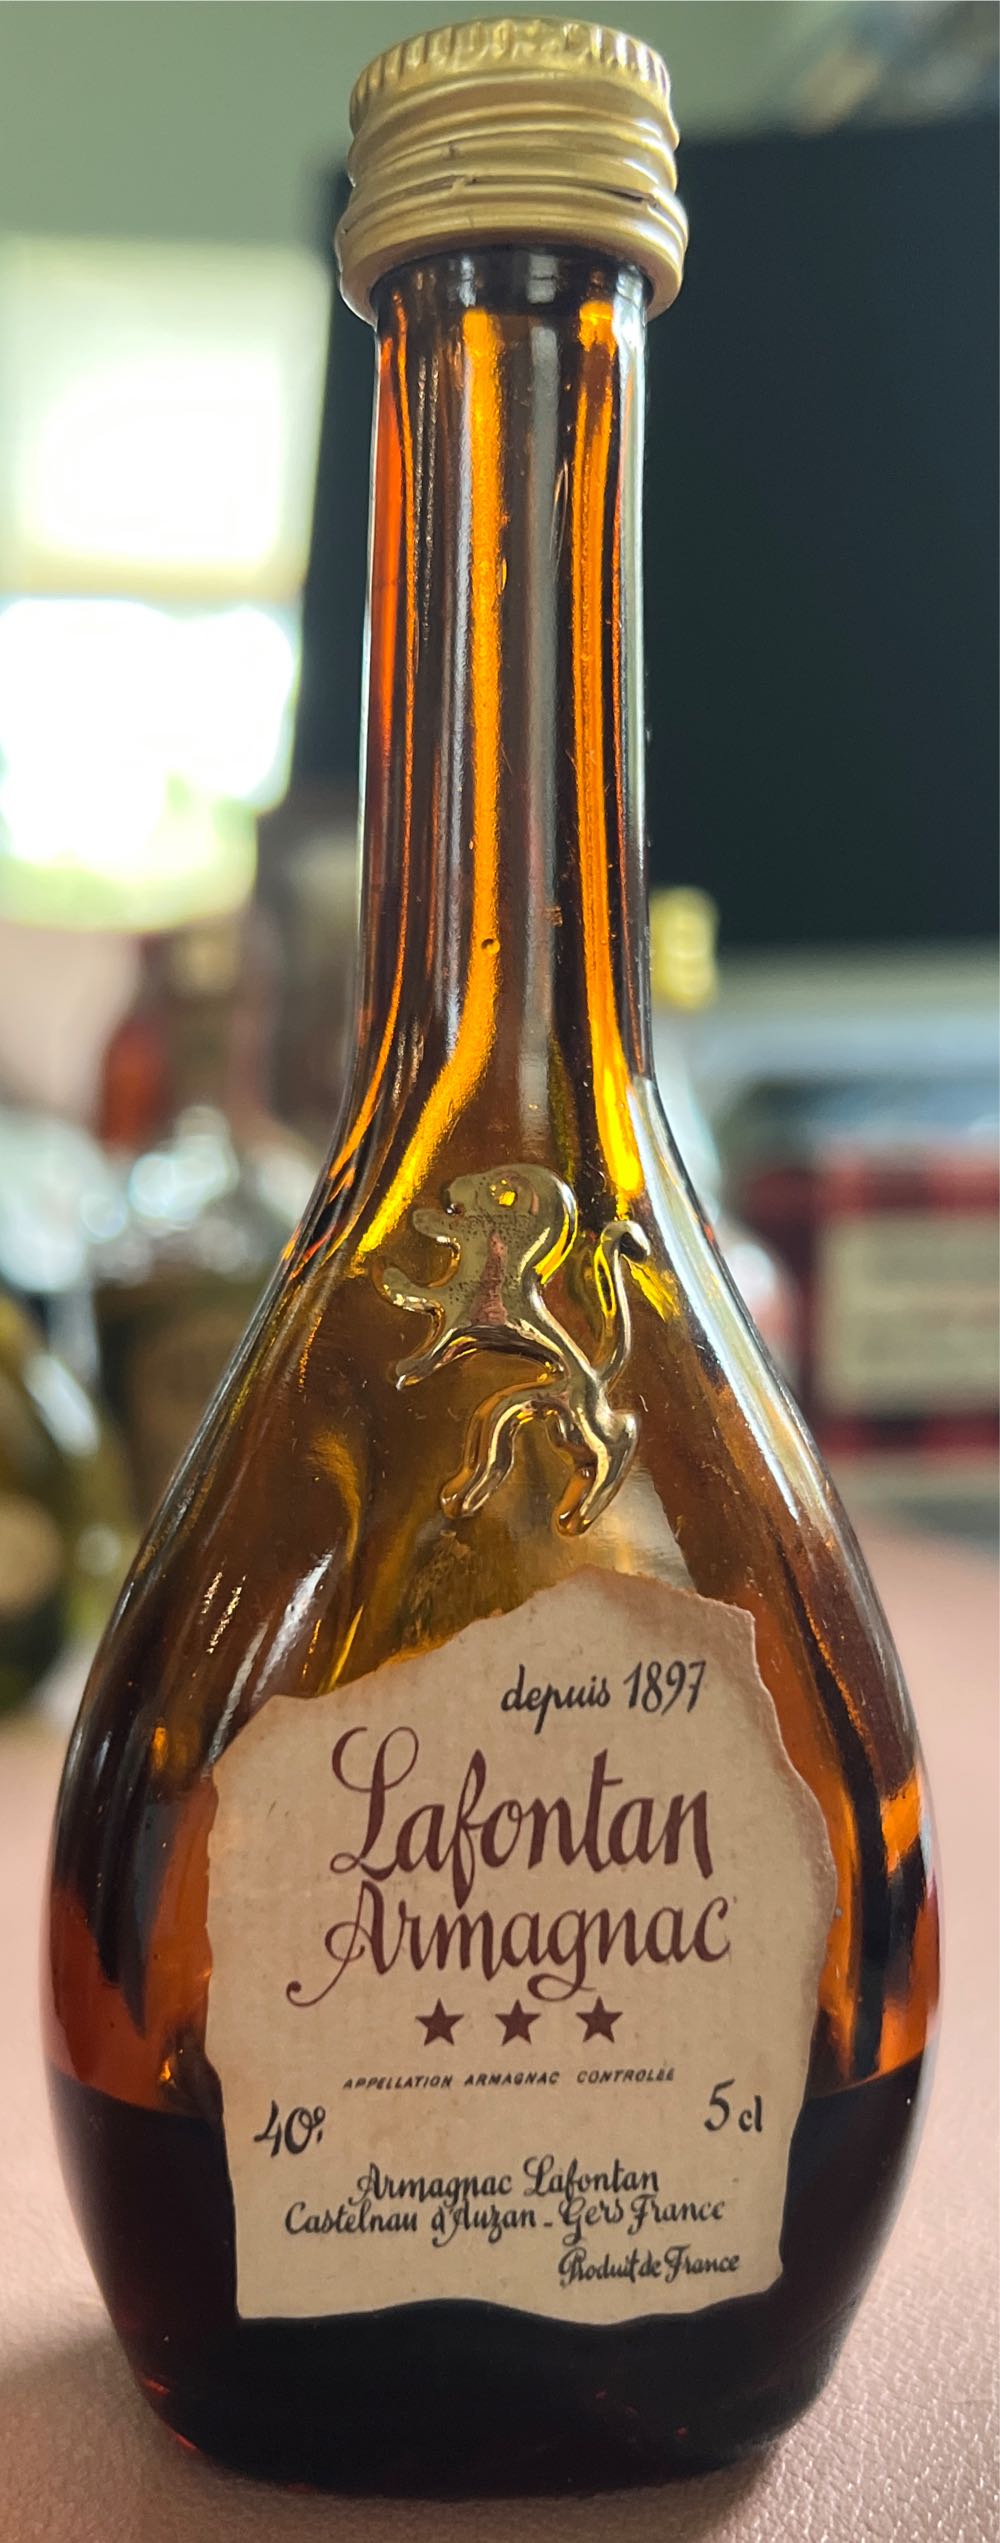 depuis 1897
Lafontan
Armagnac
★ ★ ★
APPELLATION ARMAGNAC CONTROLÉE
40° 5 cl
Armagnac Lafontan
Castelnau d'Auzan - Gers France
Produit de France